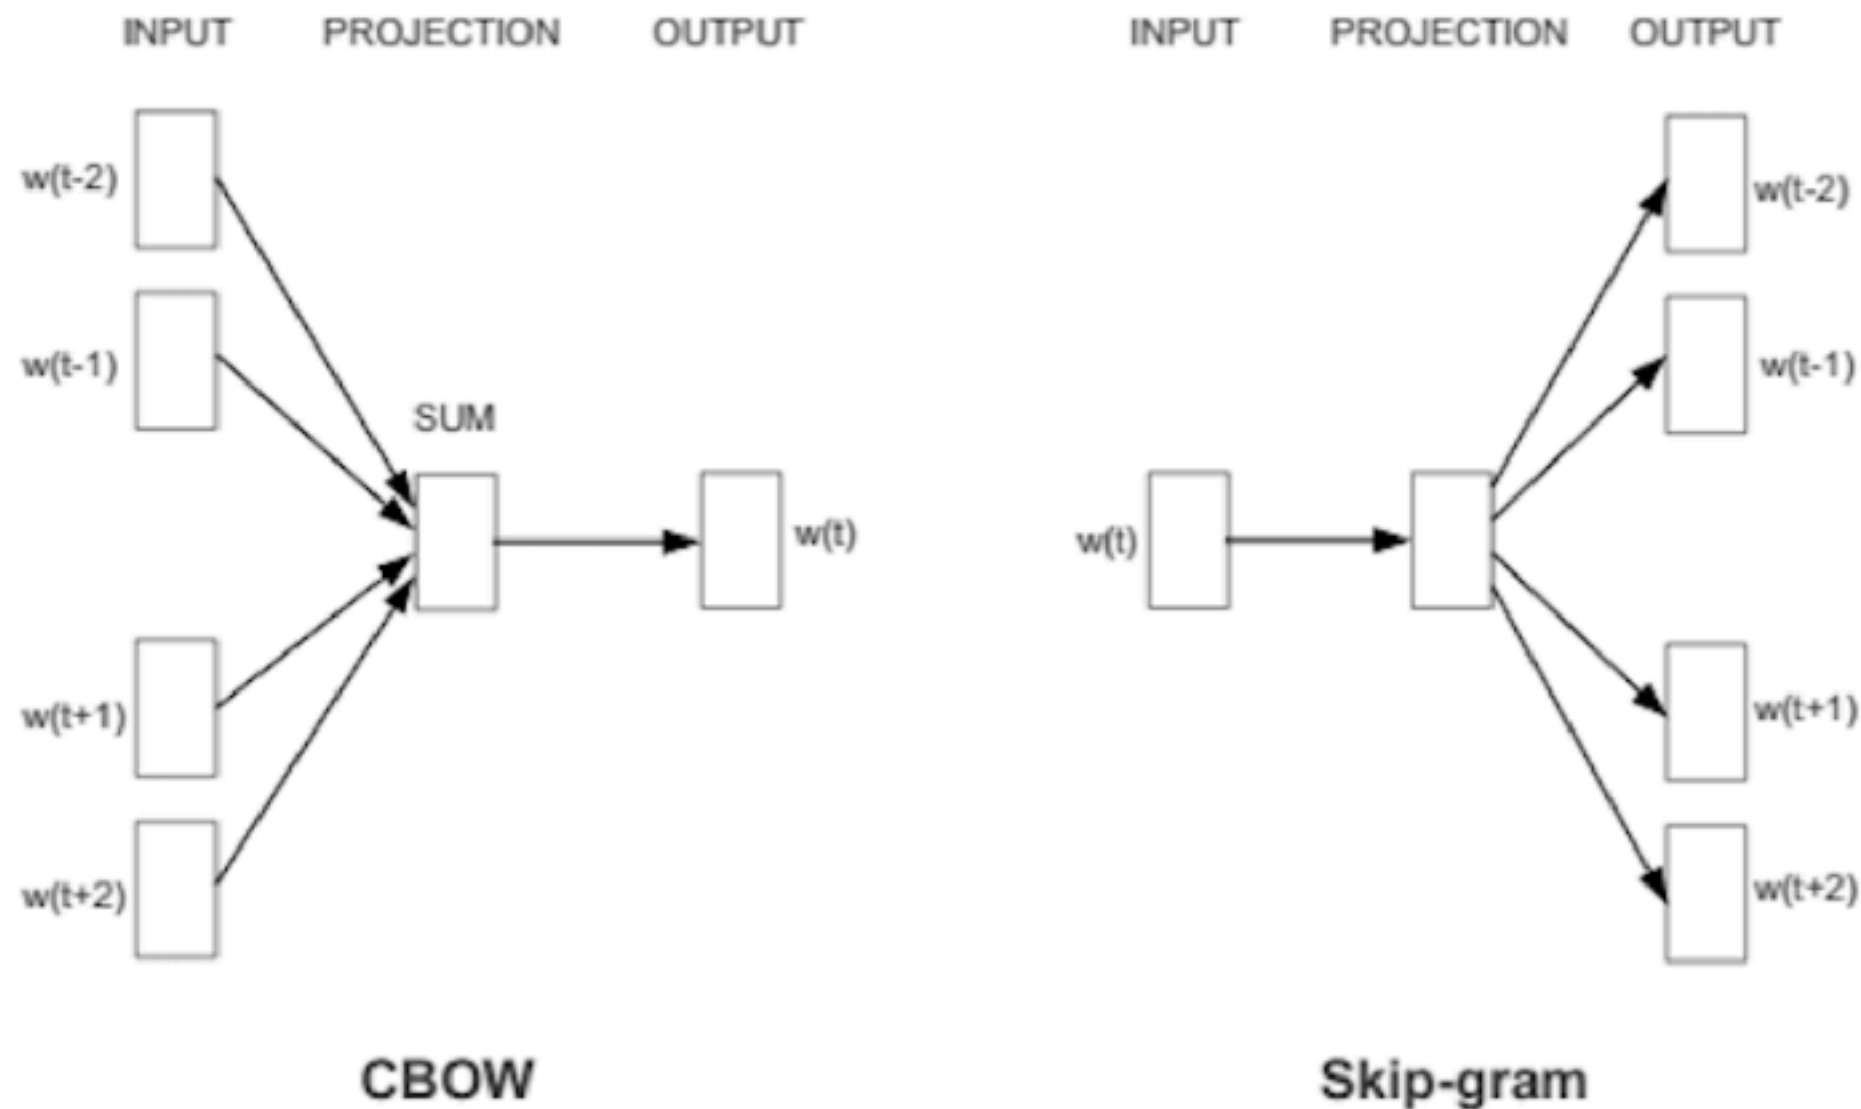 INPUT PROJECTION OUTPUT
w(t-2)
w(t-1)
SUM
w(t)
w(t+1)
w(t+2)
CBOW
INPUT PROJECTION OUTPUT
w(t-2)
w(t-1)
w(t)
w(t+1)
w(t+2)
Skip-gram